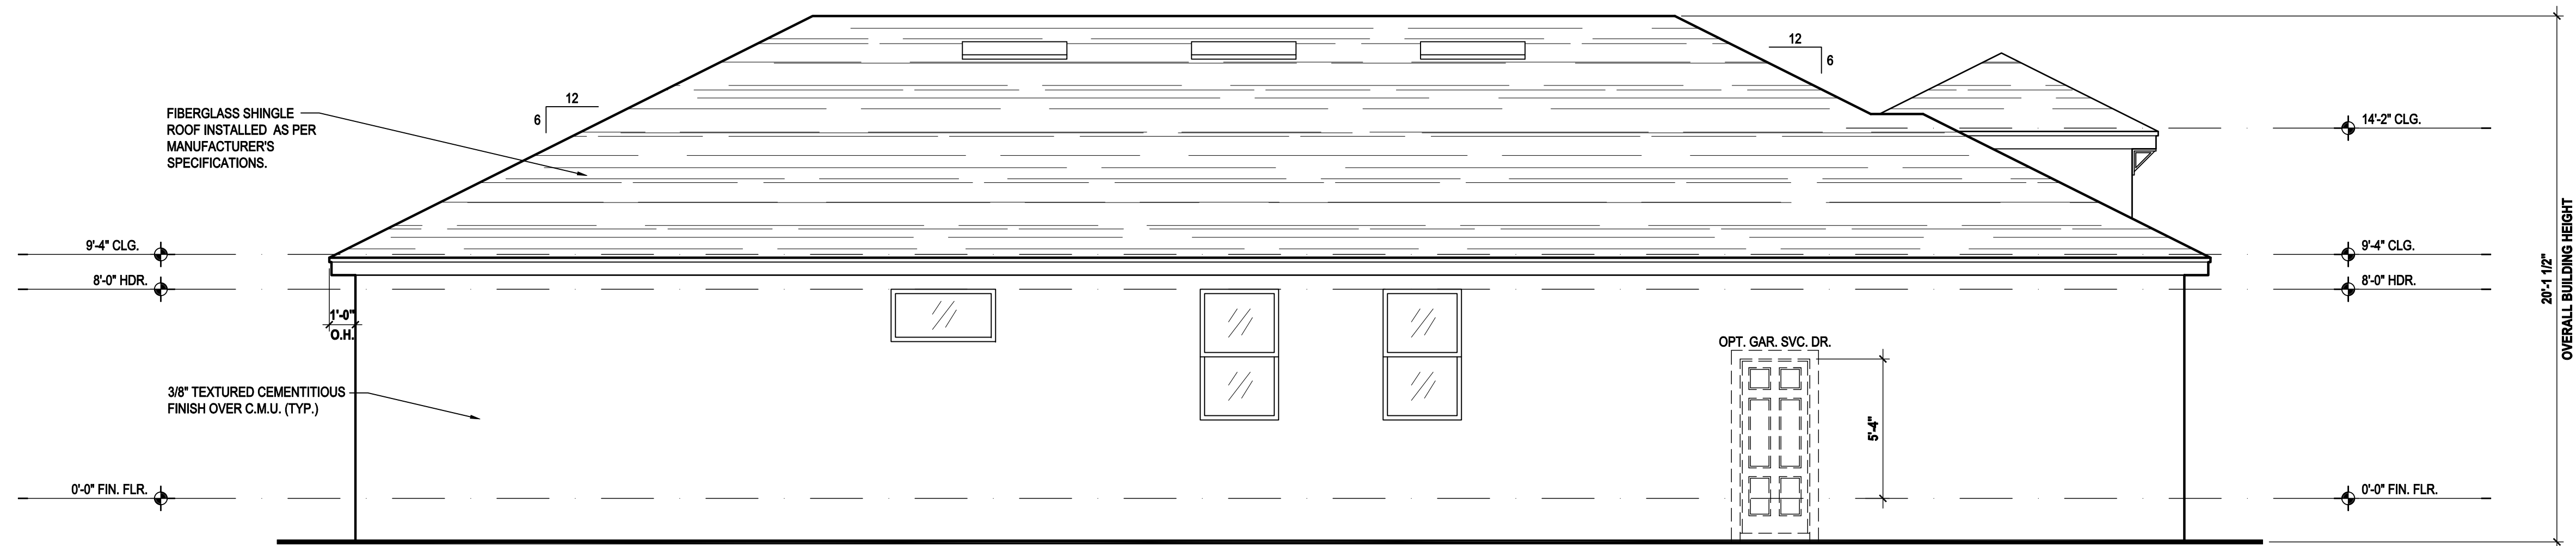 12
6
12
6
FIBERGLASS SHINGLE
ROOF INSTALLED AS PER
MANUFACTURER'S
SPECIFICATIONS.
14'-2" CLG.
9'-4" CLG.
9'-4" CLG.
8'-0" HDR.
8'-0" HDR.
1'-0"
O.H.
20'-1 1/2"
OVERALL BUILDING HEIGHT
OPT. GAR. SVC. DR.
3/8" TEXTURED CEMENTITIOUS
FINISH OVER C.M.U. (TYP.)
5'-4"
0'-0" FIN. FLR.
0'-0" FIN. FLR.